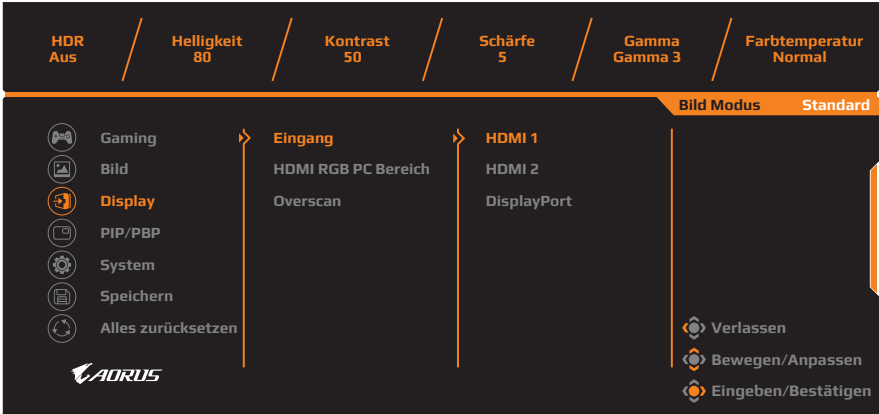 HDR
Aus
Helligkeit
80
Kontrast
50
Schärfe
5
Gamma
Gamma 3
Farbtemperatur
Normal
Bild Modus Standard
Gaming
Bild
Display
PIP/PBP
System
Speichern
Alles zurücksetzen
Eingang
HDMI RGB PC Bereich
Overscan
HDMI 1
HDMI 2
DisplayPort
Verlassen
Bewegen/Anpassen
Eingeben/Bestätigen
AORUS